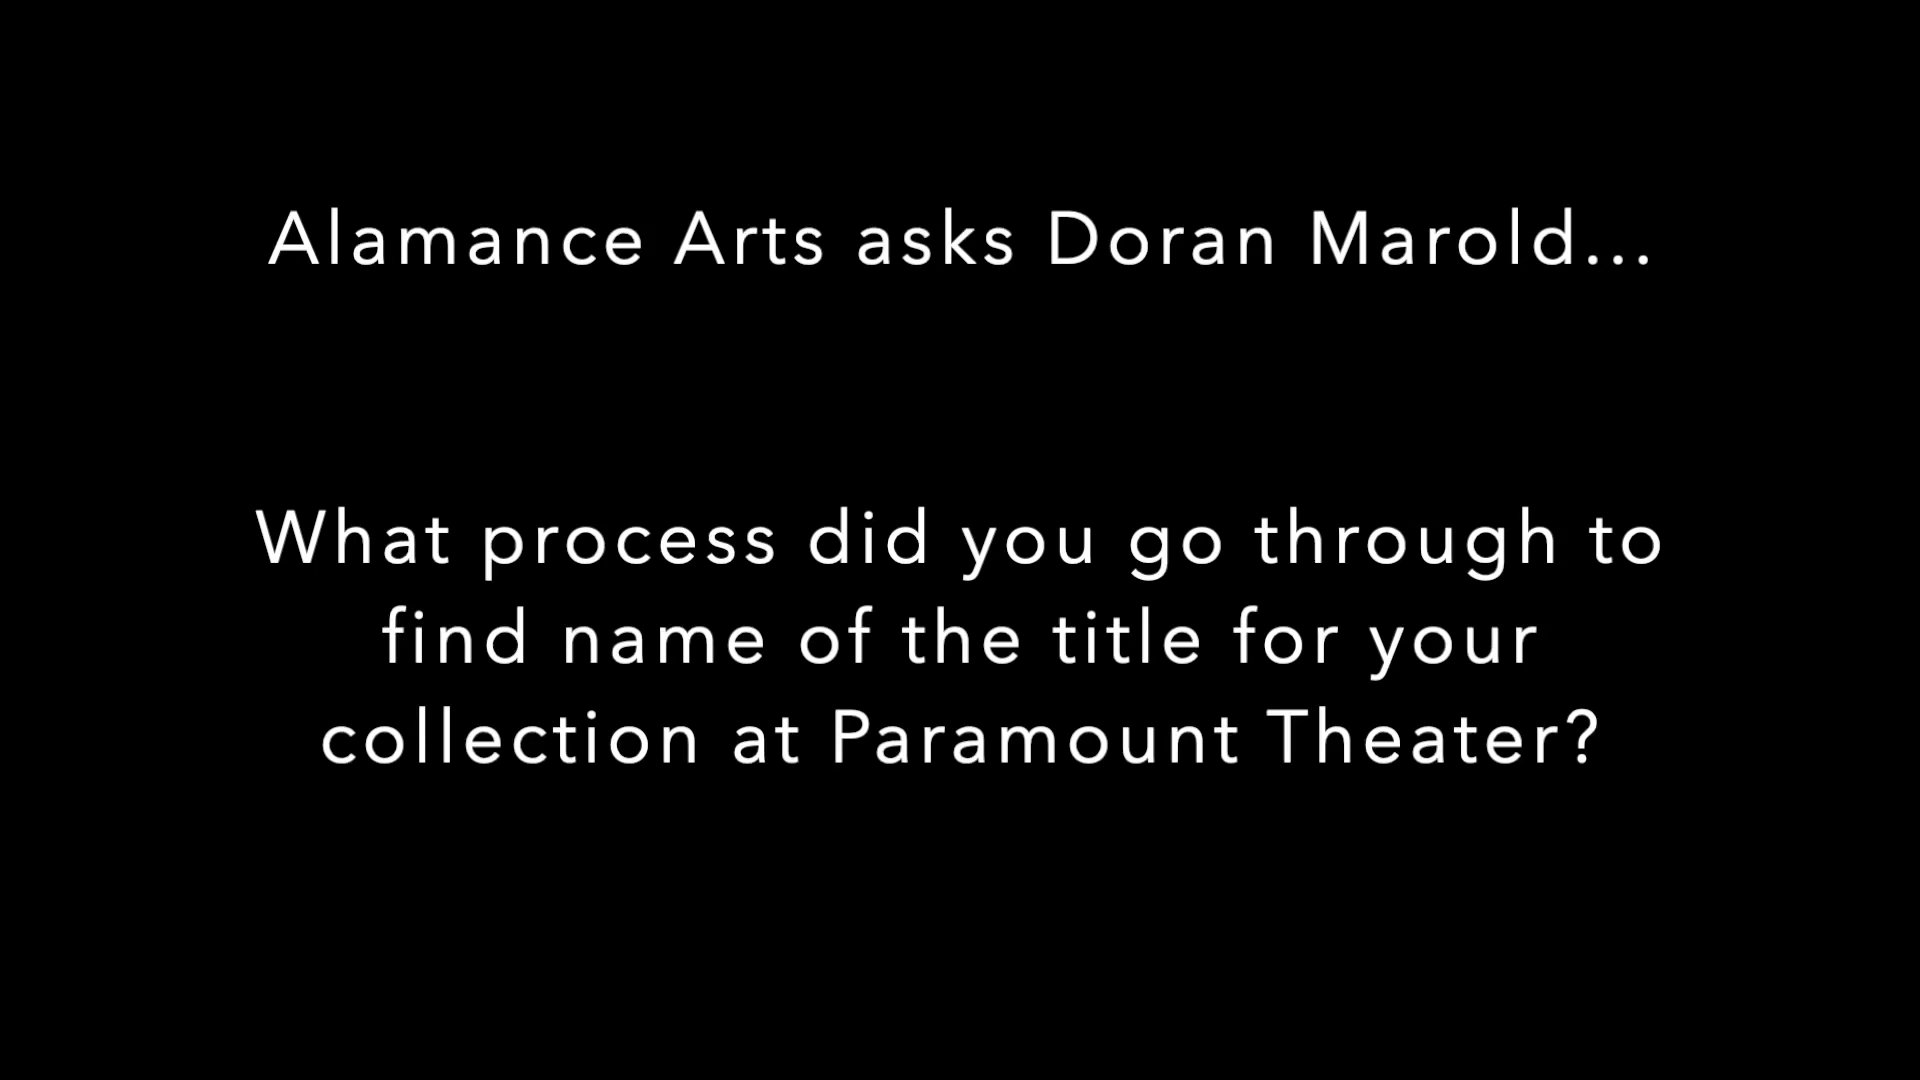 Alamance Arts asks Doran Marold...
What process did you go through to
find name of the title for your
collection at Paramount Theater?